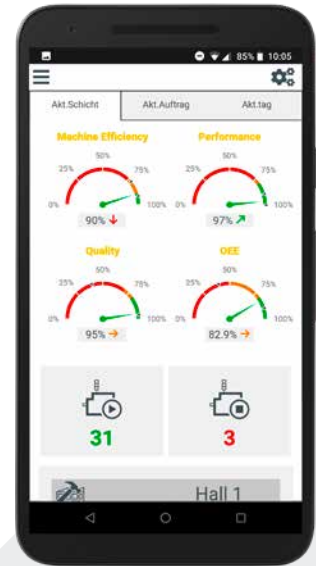 85% 10:05
Akt.Schicht Akt.Auftrag Akt.tag
Machine Efficiency Performance
50% 50%
25% 75% 25% 75%
0% 100% 0% 100%
90% 97%
Quality OEE
50% 50%
25% 75% 25% 75%
0% 100% 0% 100%
95% 82.9%
31 3
Hall 1